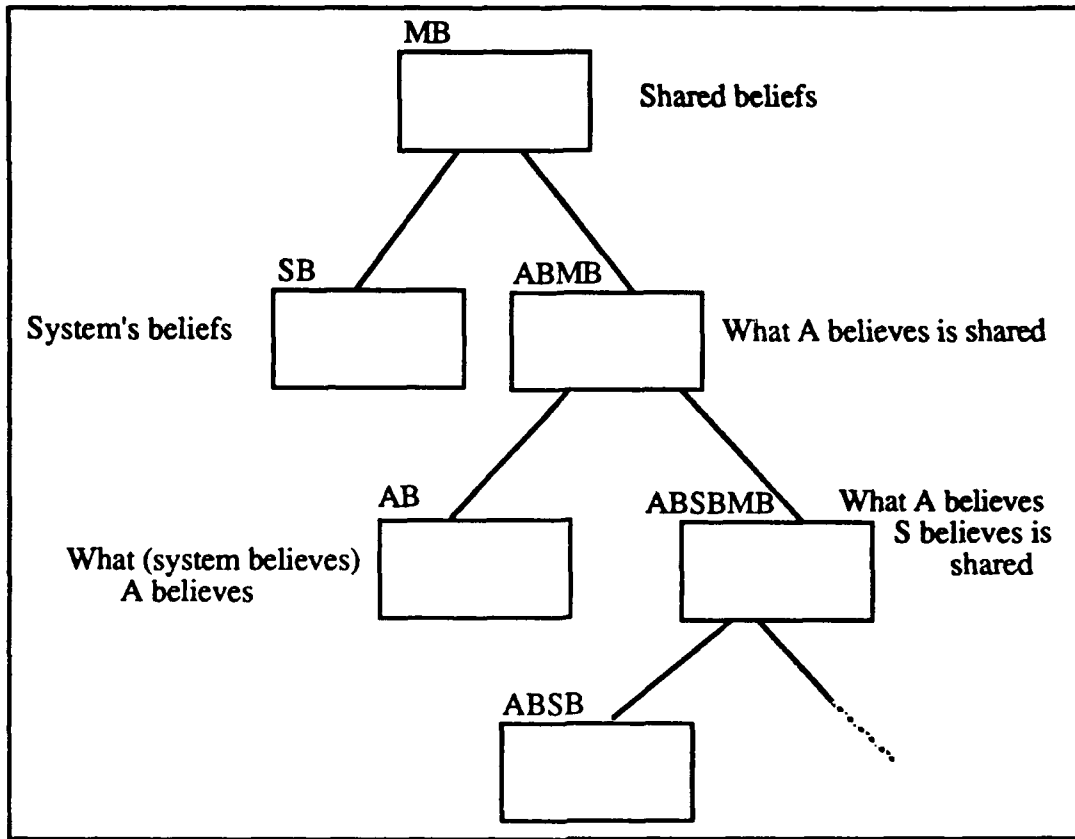 MB
Shared beliefs
SB
ABMB
System's beliefs
What A believes is shared
AB
ABSBMB
What A believes
S believes is
shared
What (system believes)
A believes
ABSB